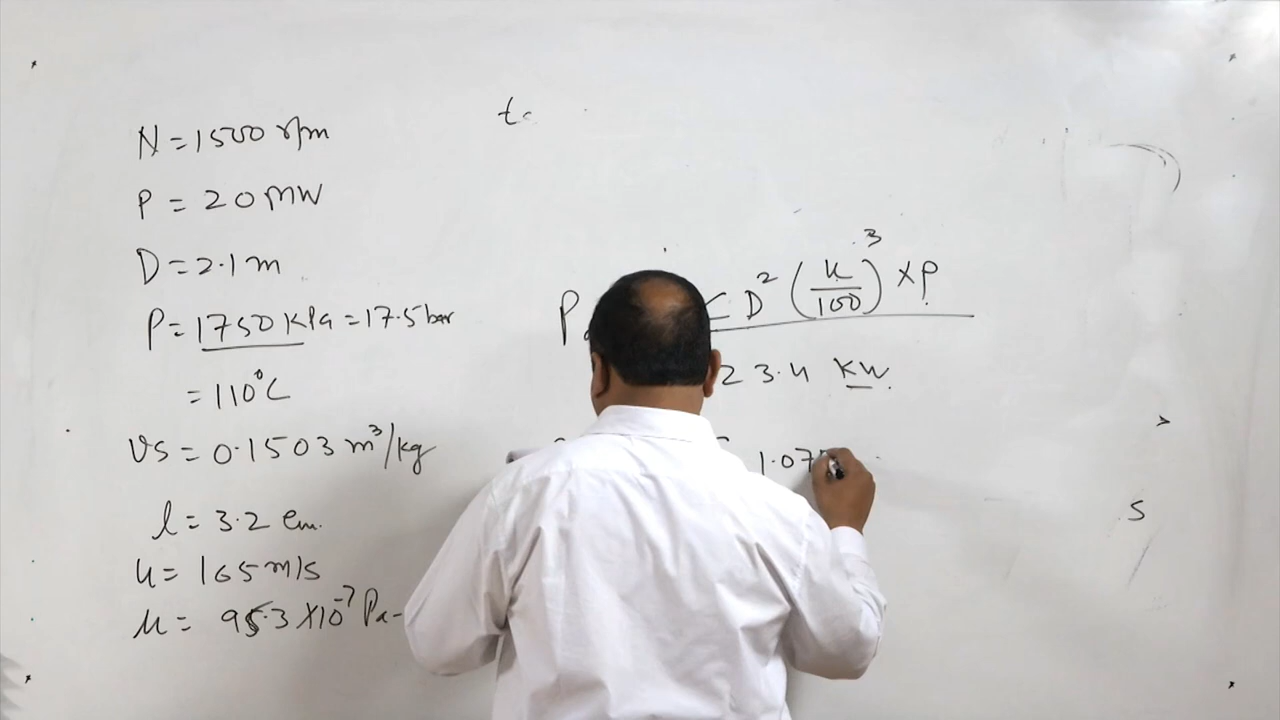 t=
N = 1500 rpm
P = 20 MW
D = 2.1 m
P = 1750 KPa = 17.5 bar
= 110°C
vs = 0.1503 m³/kg
l = 3.2 cm.
u = 165 m/s
μ = 95.3 × 10⁻⁷ Pa-
P
C D² (u/100)³ × ρ
23.4 KW.
1.07
S